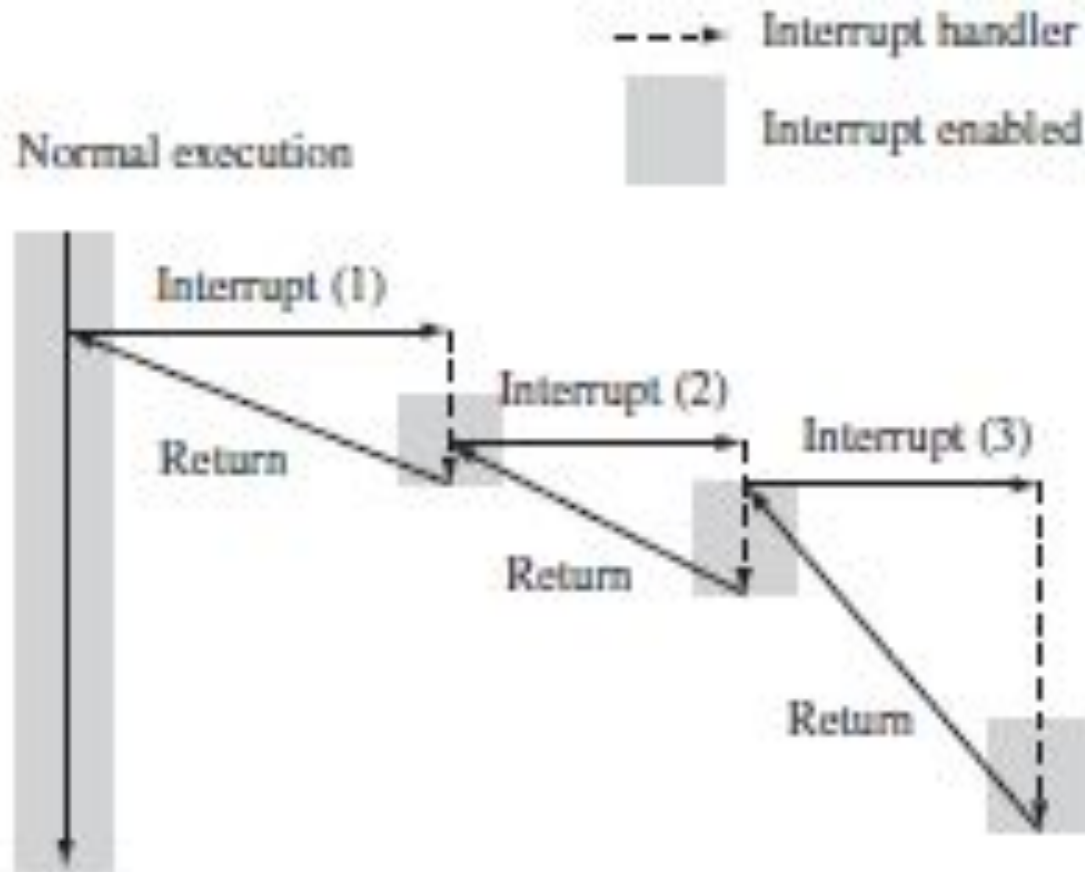 Interrupt handler
Interrupt enabled
Normal execution
Interrupt (1)
Interrupt (2)
Interrupt (3)
Return
Return
Return